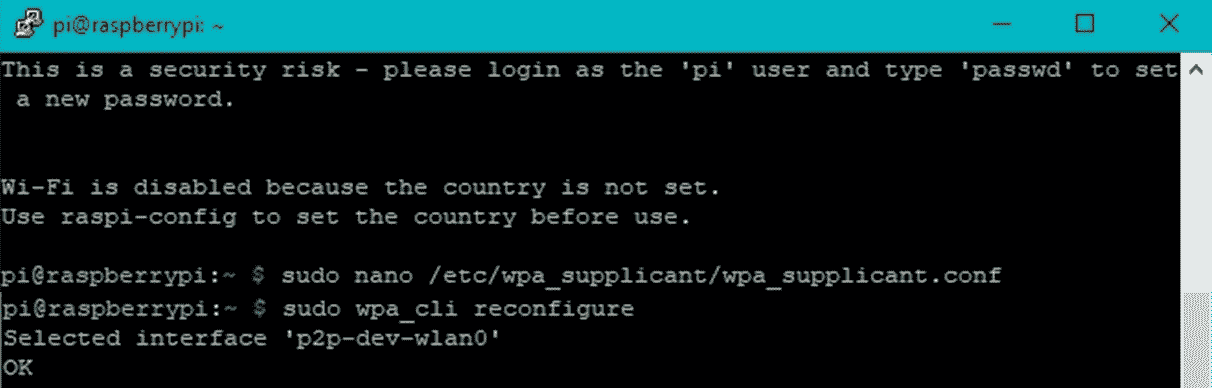 pi@raspberrypi: ~
This is a security risk - please login as the 'pi' user and type 'passwd' to set
a new password.
Wi-Fi is disabled because the country is not set.
Use raspi-config to set the country before use.
pi@raspberrypi:~ $ sudo nano /etc/wpa_supplicant/wpa_supplicant.conf
pi@raspberrypi:~ $ sudo wpa_cli reconfigure
Selected interface 'p2p-dev-wlan0'
OK